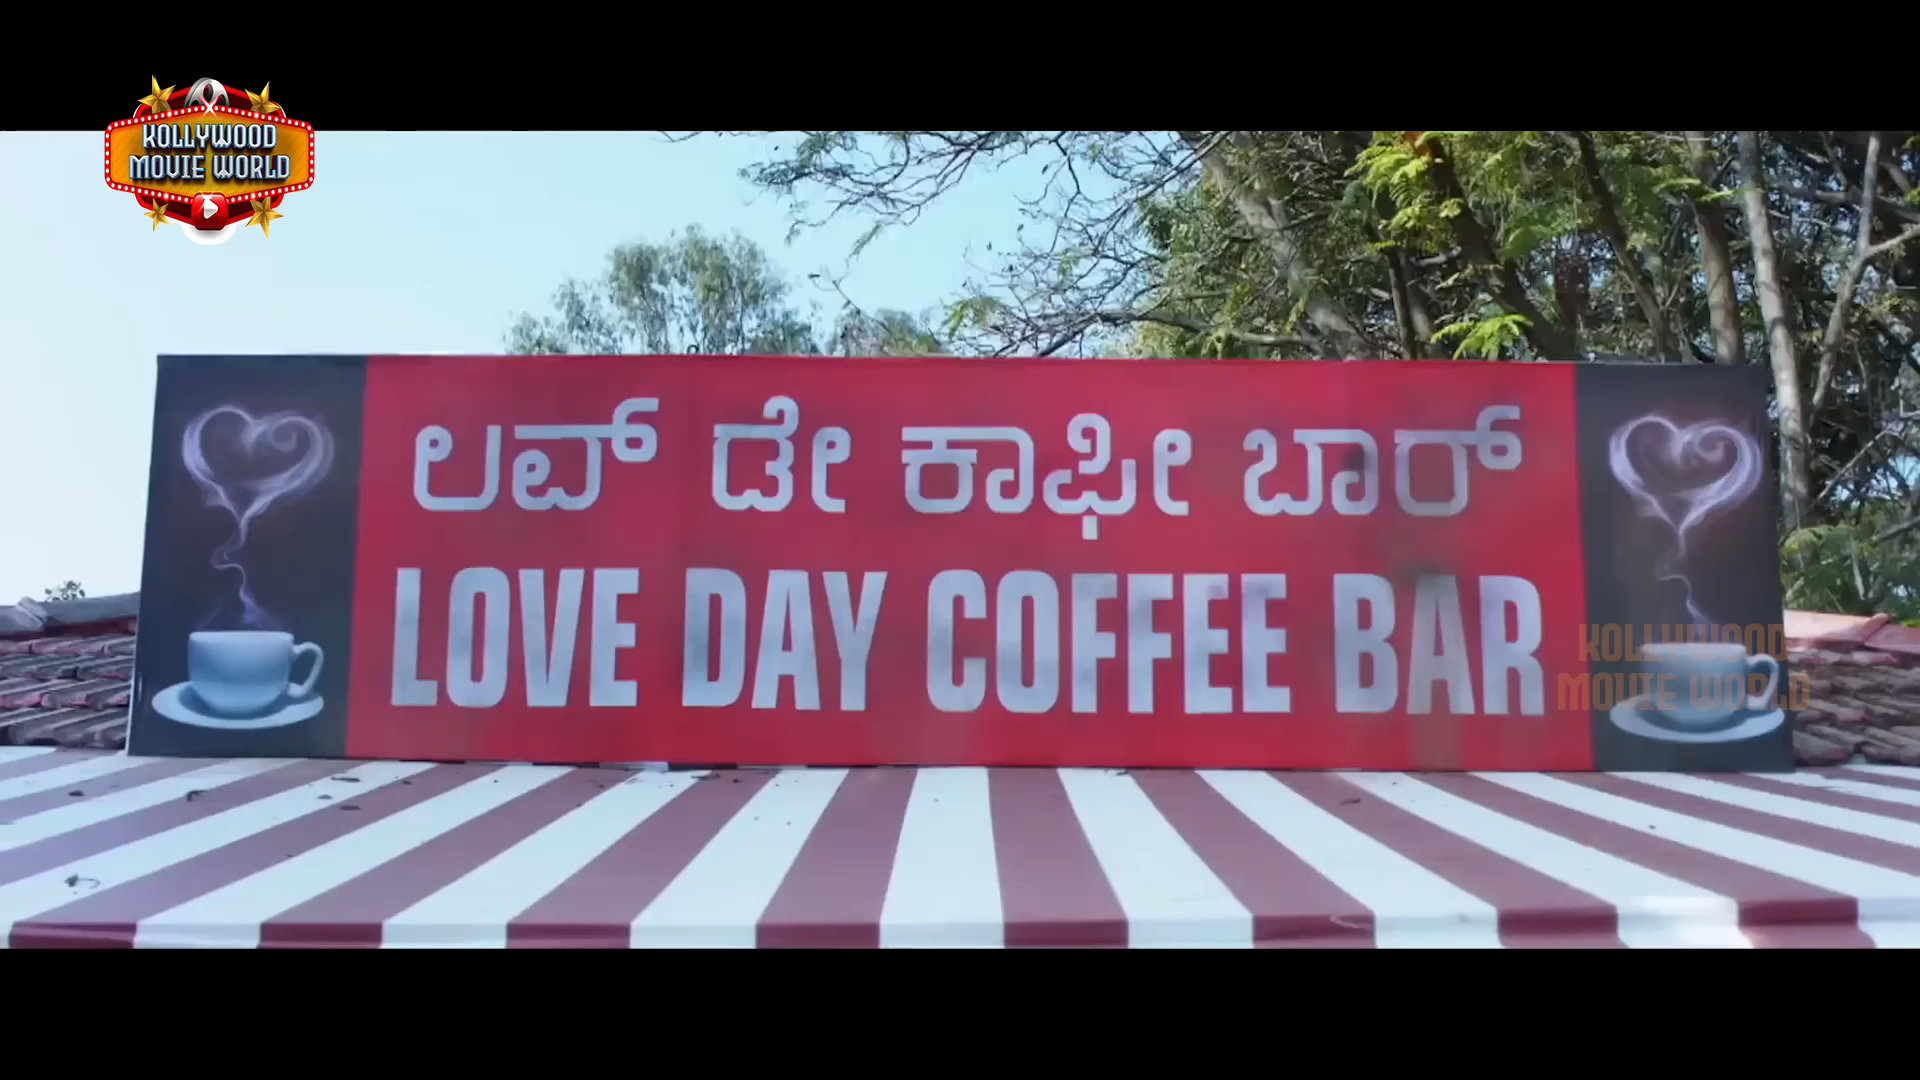 KOLLYWOOD
MOVIE WORLD
ಲವ್ ಡೇ ಕಾಫೀ ಬಾರ್
LOVE DAY COFFEE BAR
KOLLYWOOD
MOVIE WORLD